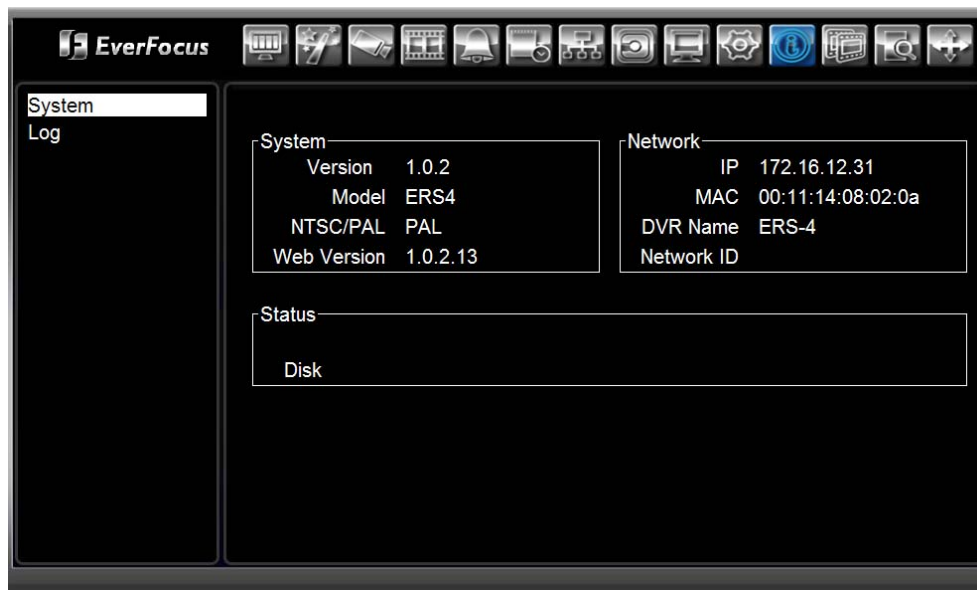 EverFocus
System
Log
System
Version 1.0.2
Model ERS4
NTSC/PAL PAL
Web Version 1.0.2.13
Network
IP 172.16.12.31
MAC 00:11:14:08:02:0a
DVR Name ERS-4
Network ID
Status
Disk